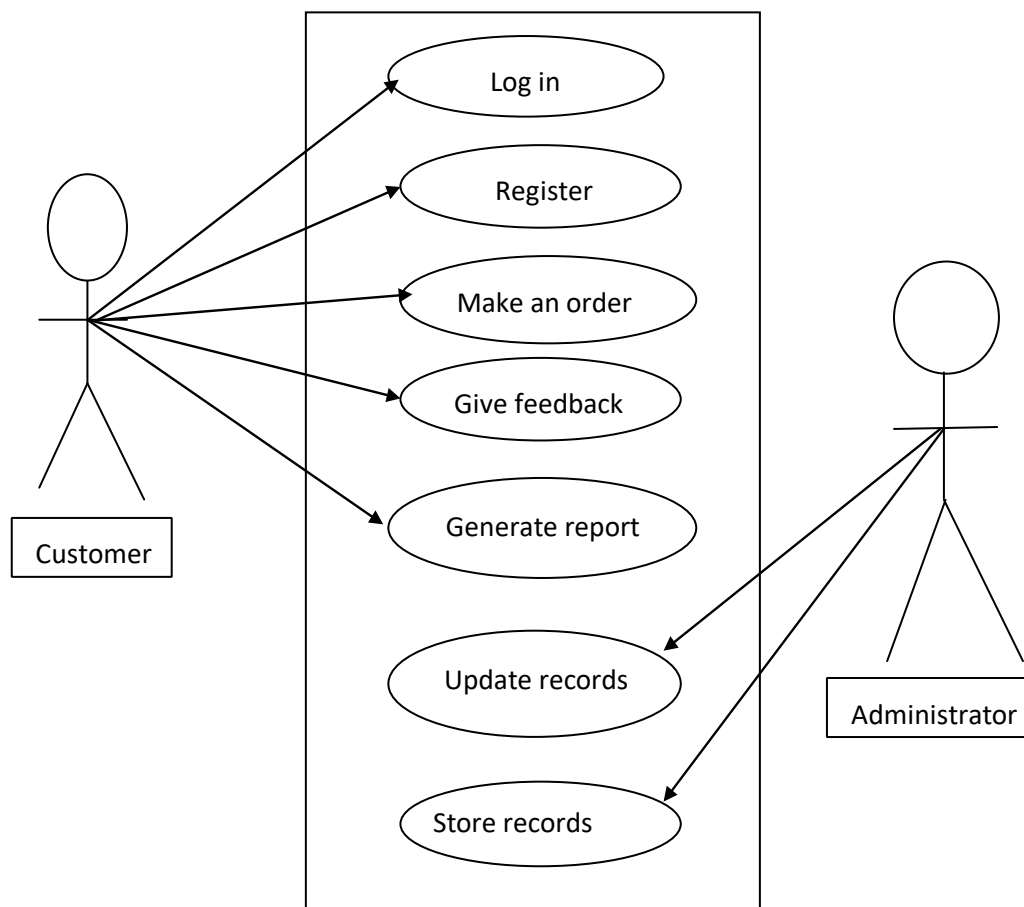 Log in
Register
Make an order
Give feedback
Generate report
Customer
Update records
Administrator
Store records